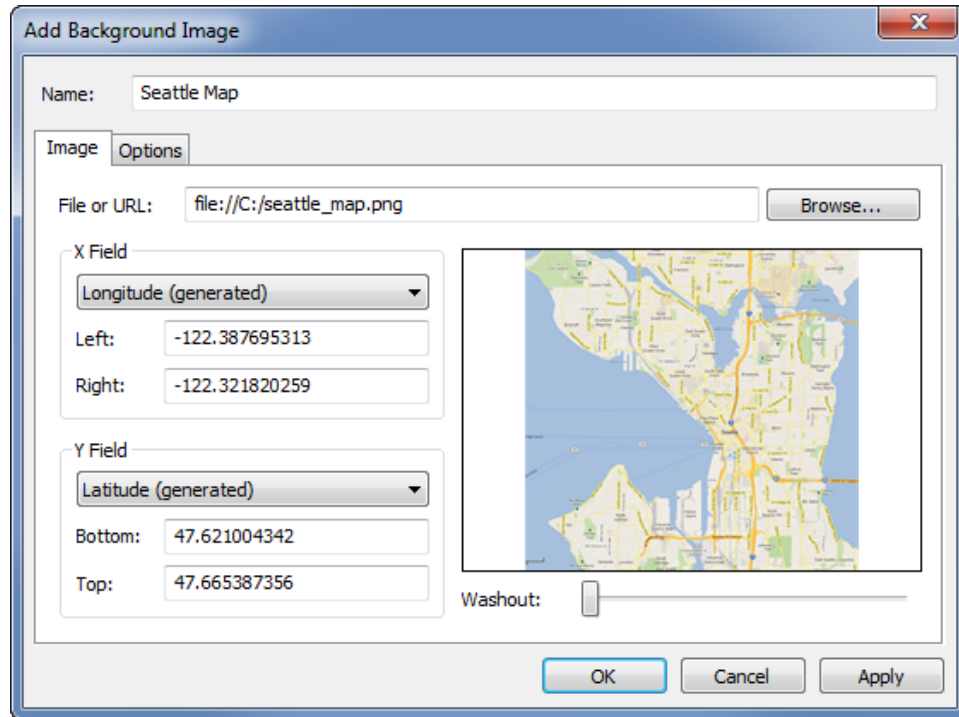 Add Background Image
Name: Seattle Map
Image Options
File or URL: file://C:/seattle_map.png Browse...
X Field
Longitude (generated)
Left: -122.387695313
Right: -122.321820259
Y Field
Latitude (generated)
Bottom: 47.621004342
Top: 47.665387356
Seattle
Washout:
OK Cancel Apply